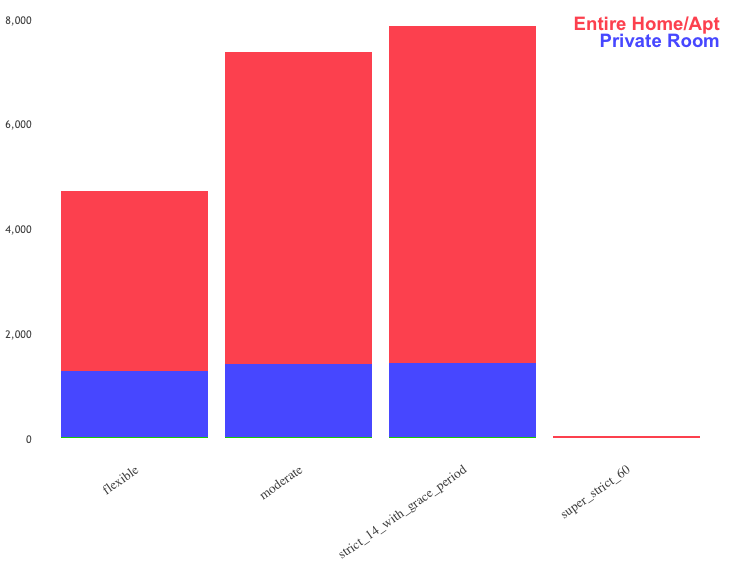 Entire Home/Apt
Private Room
8,000
6,000
4,000
2,000
0
flexible
moderate
strict_14_with_grace_period
super_strict_60